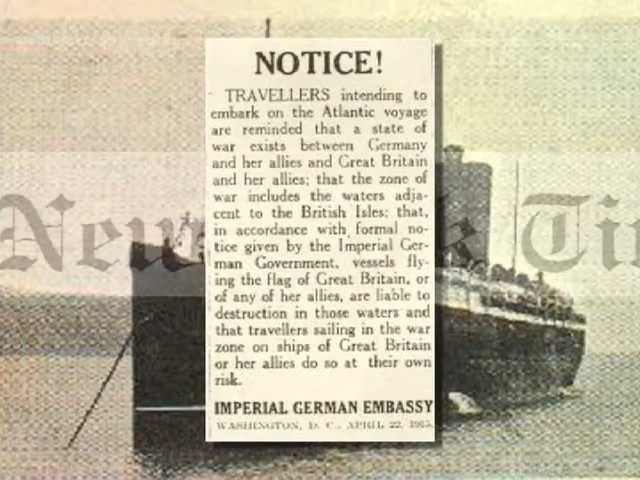 NOTICE!
TRAVELLERS intending to
embark on the Atlantic voyage
are reminded that a state of
war exists between Germany
and her allies and Great Britain
and her allies; that the zone of
war includes the waters adja-
cent to the British Isles; that,
in accordance with formal no-
tice given by the Imperial Ger-
man Government, vessels fly-
ing the flag of Great Britain, or
of any of her allies, are liable to
destruction in those waters and
that travellers sailing in the war
zone on ships of Great Britain
or her allies do so at their own
risk.
IMPERIAL GERMAN EMBASSY
WASHINGTON, D. C., APRIL 22, 1915.
New k Tim